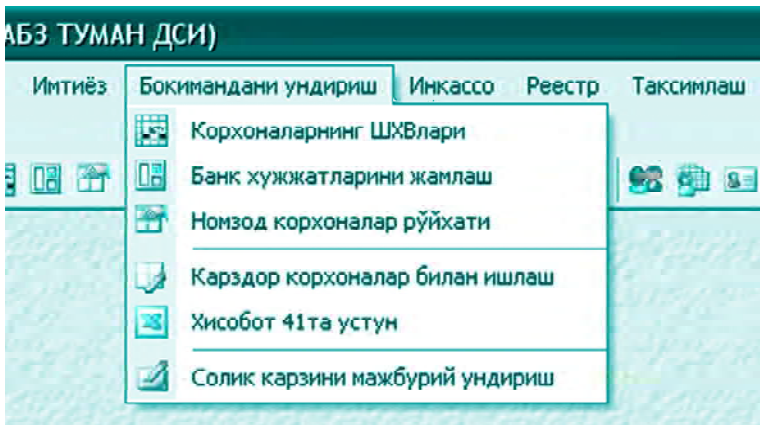 АБЗ ТУМАН ДСИ)
Имтиёз Бокимандани ундириш Инкассо Реестр Таксимлаш
Корхоналарнинг ШХВлари
Банк хужжатларини жамлаш
Номзод корхоналар рўйхати
Карздор корхоналар билан ишлаш
Хисобот 41та устун
Солик карзини мажбурий ундириш